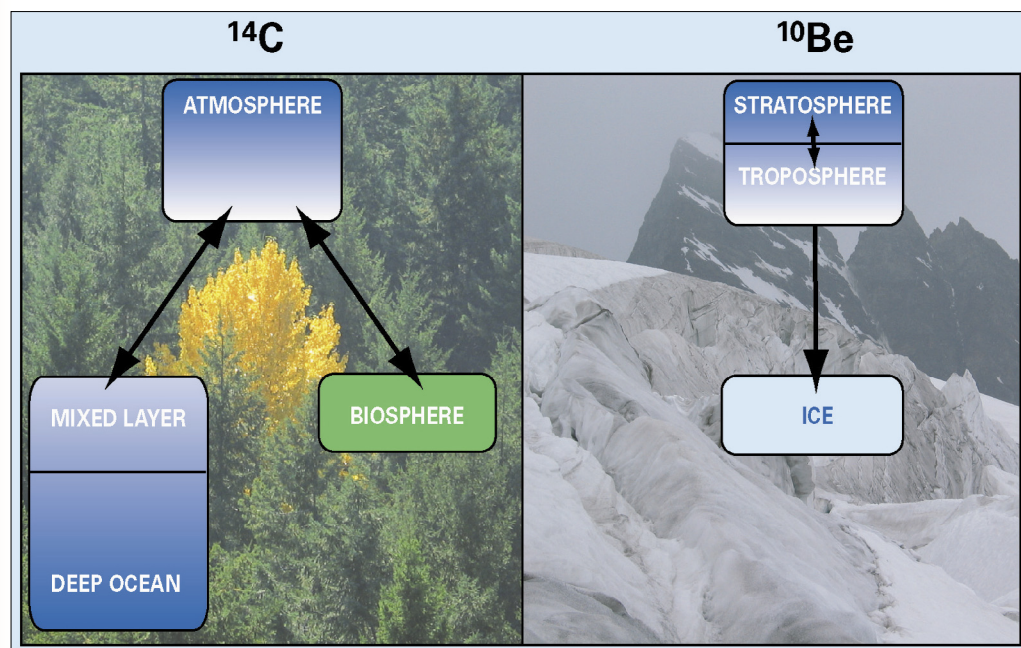 ¹⁴C
ATMOSPHERE
MIXED LAYER
DEEP OCEAN
BIOSPHERE
¹⁰Be
STRATOSPHERE
TROPOSPHERE
ICE